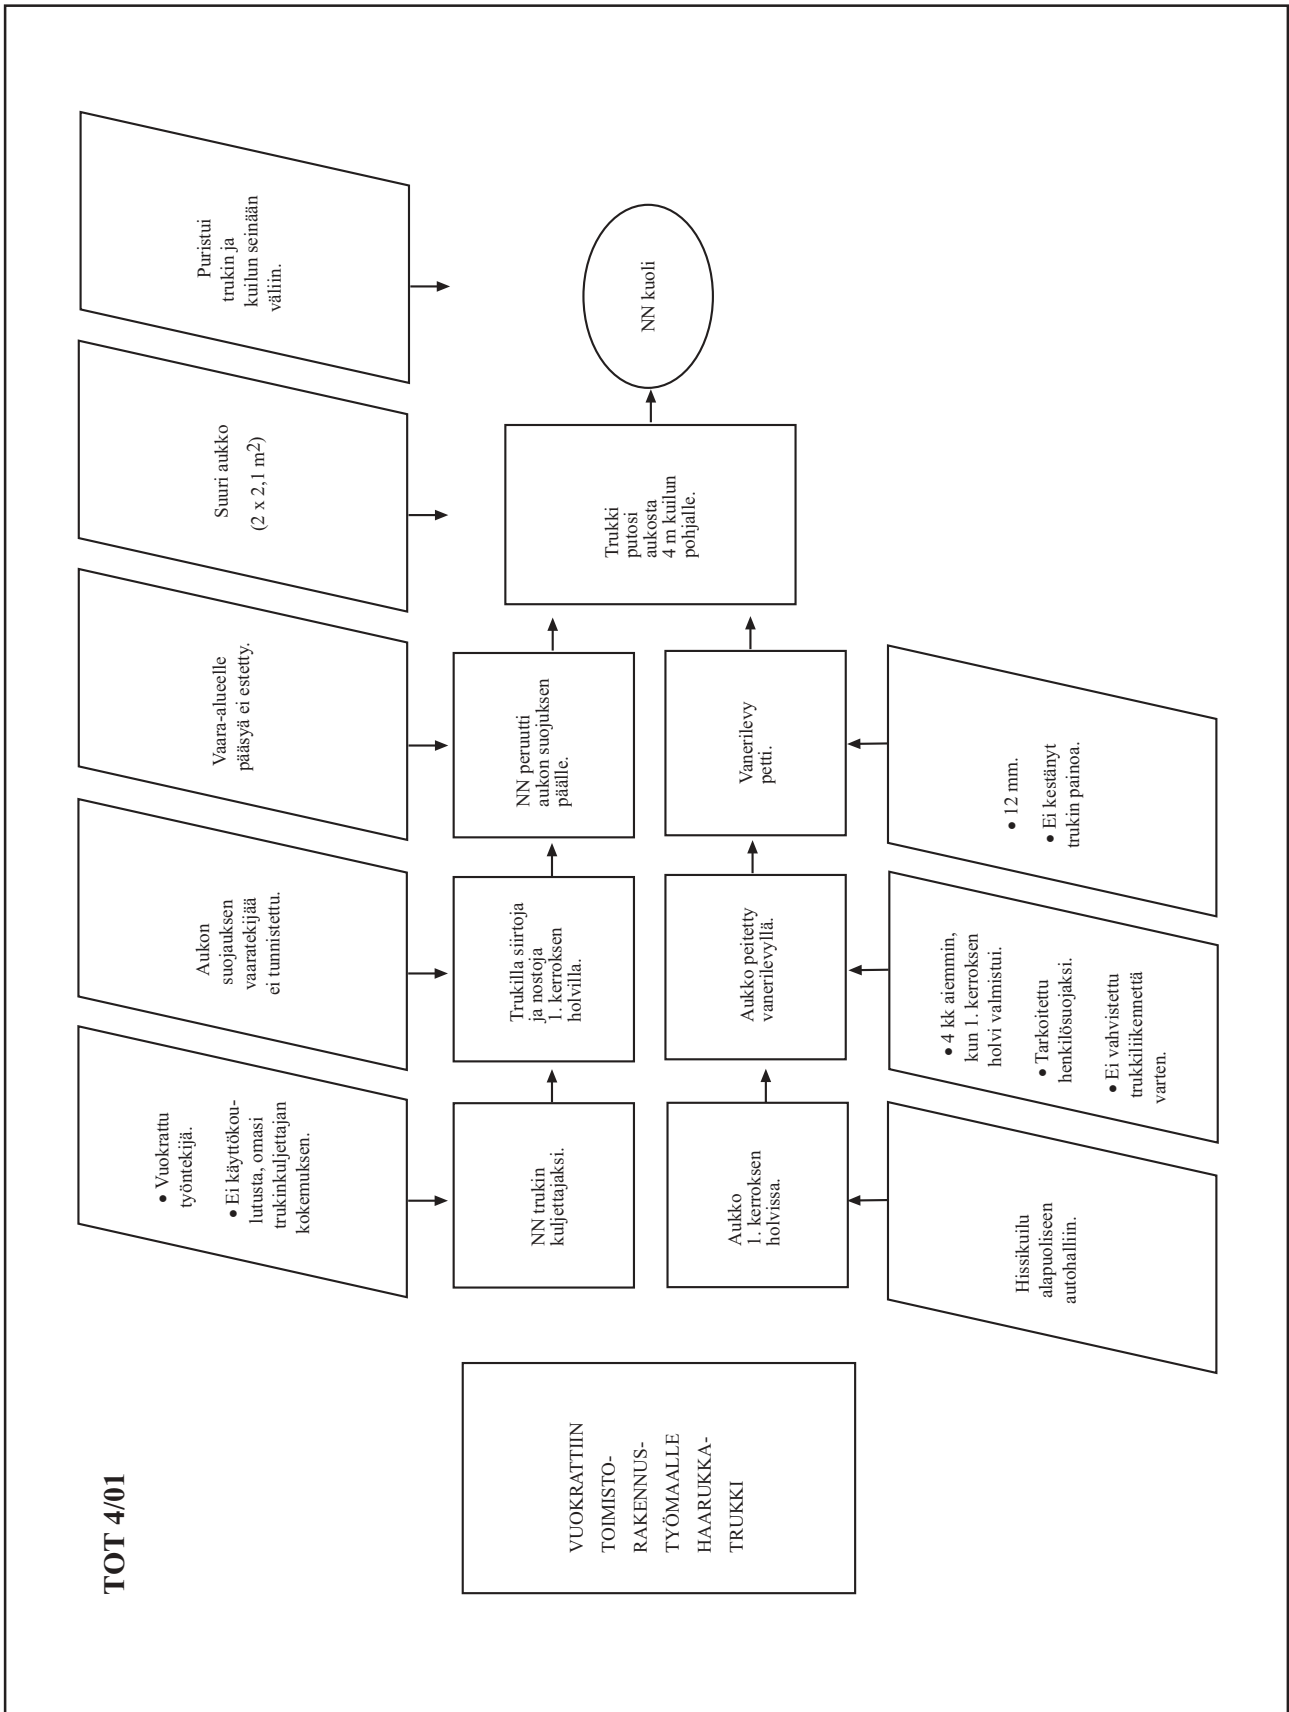 TOT 4/01
VUOKRATTIIN
TOIMISTO-
RAKENNUS-
TYÖMAALLE
HAARUKKA-
TRUKKI
• Vuokrattu
työntekijä.
• Ei käyttökou-
lutusta, omasi
trukinkuljettajan
kokemuksen.
Aukon
suojauksen
vaaratekijää
ei tunnistettu.
Vaara-alueelle
pääsyä ei estetty.
Suuri aukko
(2 x 2,1 m2)
Puristui
trukin ja
kuilun seinään
väliin.
NN trukin
kuljettajaksi.
Trukilla siirtoja
ja nostoja
1. kerroksen
holvilla.
NN peruutti
aukon suojuksen
päälle.
Trukki
putosi
aukosta
4 m kuilun
pohjalle.
NN kuoli
Aukko
1. kerroksen
holvissa.
Aukko peitetty
vanerilevyllä.
Vanerilevy
petti.
Hissikuilu
alapuoliseen
autohalliin.
• 4 kk aiemmin,
kun 1. kerroksen
holvi valmistui.
• Tarkoitettu
henkilösuojaksi.
• Ei vahvistettu
trukkiliikennettä
varten.
• 12 mm.
• Ei kestänyt
trukin painoa.